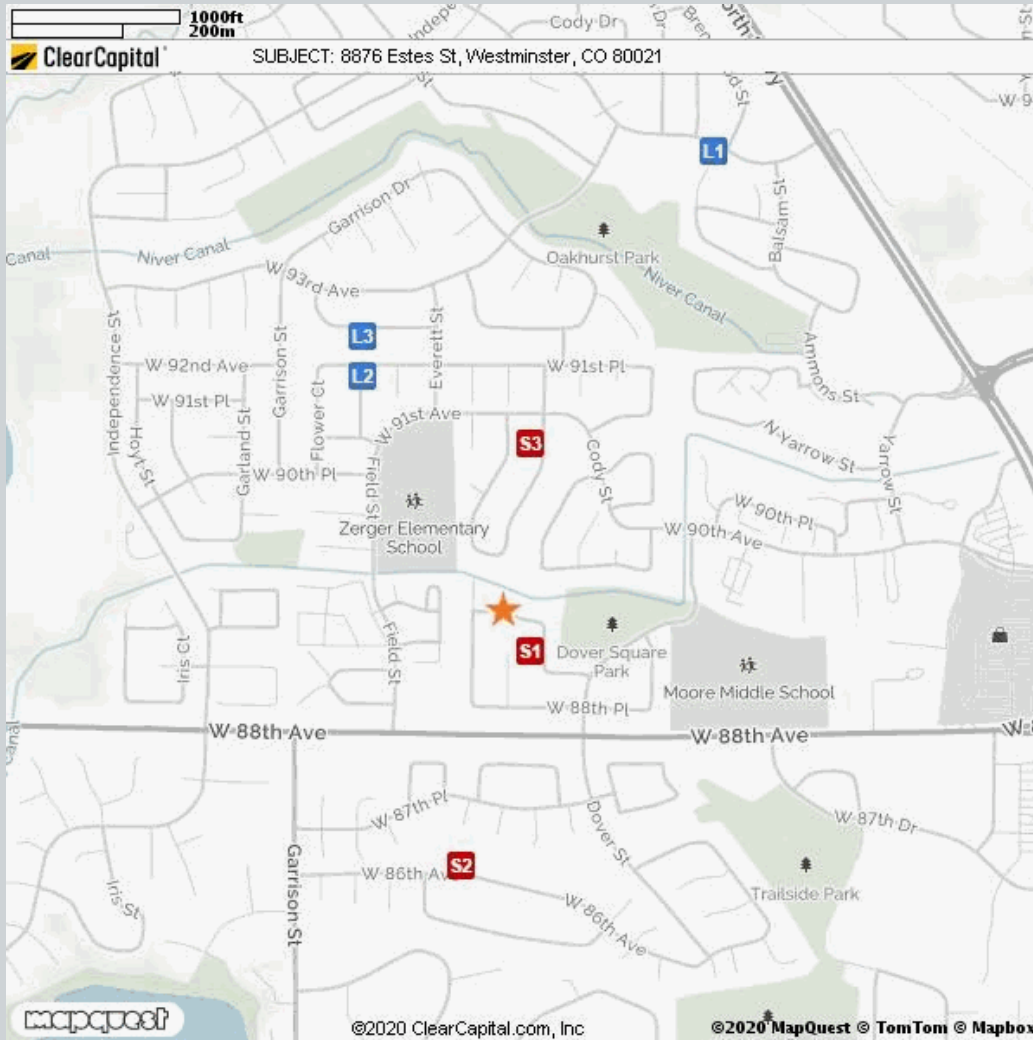 1000ft
200m
ClearCapital
SUBJECT: 8876 Estes St, Westminster, CO 80021
Cody Dr
L1
Balsam St
Garrison Dr
Oakhurst Park
Canal
Niver Canal
Niver Canal
W 93rd Ave
Independence St
Garrison St
Everett St
L3
Ammons St
W 92nd Ave
L2
W 91st Pl
W 91st Pl
Flower Ct
W 91st Ave
Hoyt St
Garland St
S3
Cody St
N Yarrow St
Yarrow St
W 90th Pl
Field St
Zerger Elementary
School
W 90th Pl
W 90th Ave
S1
Dover Square
Park
Iris Ct
Field St
Moore Middle School
W 88th Pl
W 88th Ave
W 88th Ave
Canal
W 87th Pl
Dover St
W 87th Dr
Garrison St
W 86th Ave
S2
Iris St
Trailside Park
W 86th Ave
mapquest
©2020 ClearCapital.com, Inc
©2020 MapQuest © TomTom © Mapbox